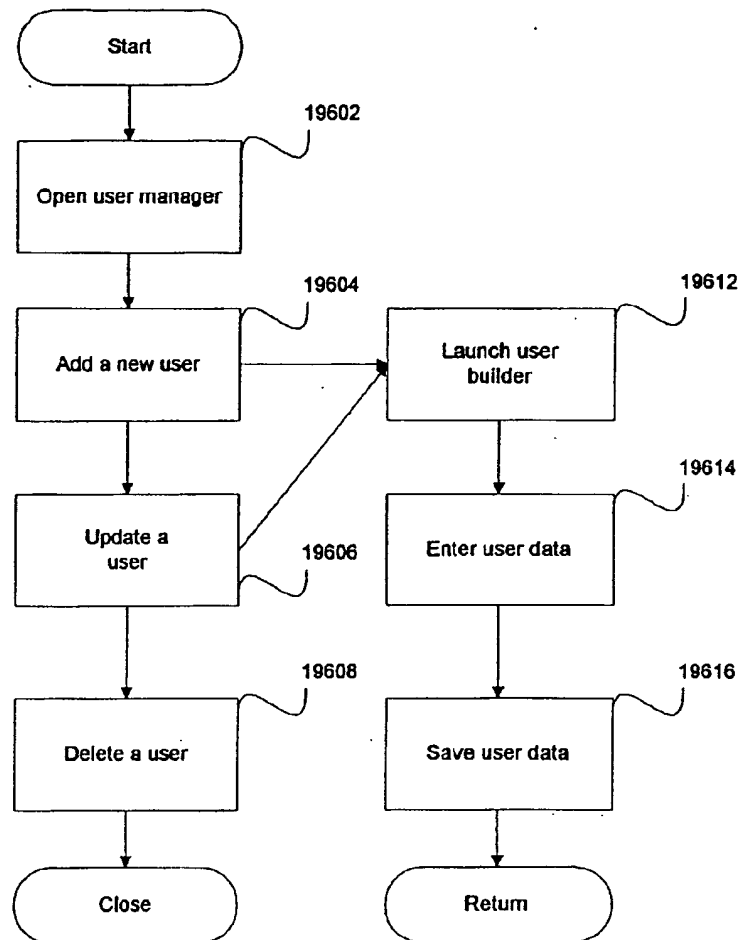 Start
19602
Open user manager
19604
Add a new user
19612
Launch user
builder
Update a
user
19606
19614
Enter user data
19608
Delete a user
19616
Save user data
Close
Return